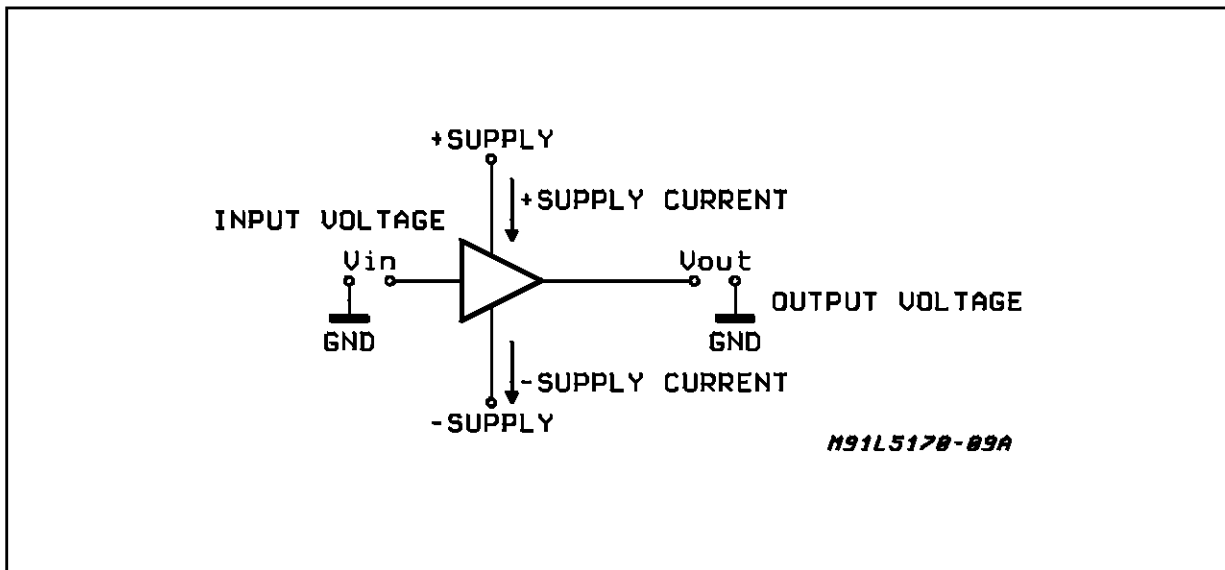 +SUPPLY
+SUPPLY CURRENT
INPUT VOLTAGE
Vin
Vout
OUTPUT VOLTAGE
GND
GND
-SUPPLY CURRENT
-SUPPLY
M91L5170-09A